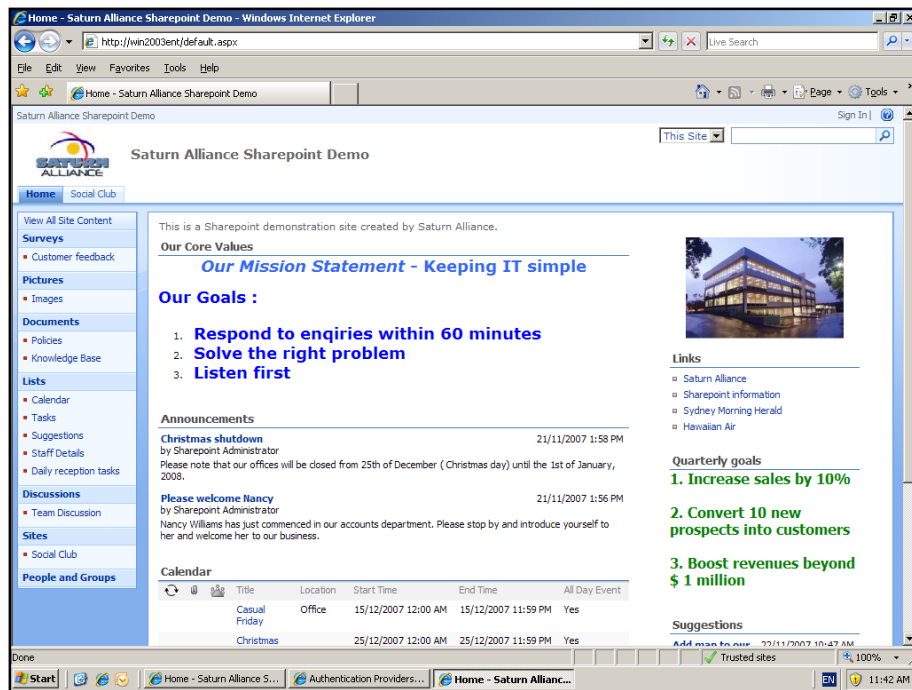 Home - Saturn Alliance Sharepoint Demo - Windows Internet Explorer
http://win2003ent/default.aspx
Live Search
File Edit View Favorites Tools Help
Home - Saturn Alliance Sharepoint Demo
Page Tools
Saturn Alliance Sharepoint Demo
Sign In |
SATURN
ALLIANCE
Saturn Alliance Sharepoint Demo
This Site
Home Social Club
View All Site Content
Surveys
Customer feedback
Pictures
Images
Documents
Policies
Knowledge Base
Lists
Calendar
Tasks
Suggestions
Staff Details
Daily reception tasks
Discussions
Team Discussion
Sites
Social Club
People and Groups
This is a Sharepoint demonstration site created by Saturn Alliance.
Our Core Values
Our Mission Statement - Keeping IT simple
Our Goals :
1. Respond to enqiries within 60 minutes
2. Solve the right problem
3. Listen first
Announcements
Christmas shutdown 21/11/2007 1:58 PM
by Sharepoint Administrator
Please note that our offices will be closed from 25th of December ( Christmas day) until the 1st of January,
2008.
Please welcome Nancy 21/11/2007 1:56 PM
by Sharepoint Administrator
Nancy Williams has just commenced in our accounts department. Please stop by and introduce yourself to
her and welcome her to our business.
Calendar
Title Location Start Time End Time All Day Event
Casual Office 15/12/2007 12:00 AM 15/12/2007 11:59 PM Yes
Friday
Christmas 25/12/2007 12:00 AM 25/12/2007 11:59 PM Yes
Links
Saturn Alliance
Sharepoint information
Sydney Morning Herald
Hawaiian Air
Quarterly goals
1. Increase sales by 10%
2. Convert 10 new
prospects into customers
3. Boost revenues beyond
$ 1 million
Suggestions
Add map to our 22/11/2007 10:47 AM
Done
Trusted sites
100%
Start
Home - Saturn Alliance S...
Authentication Providers...
Home - Saturn Allianc...
EN
11:42 AM